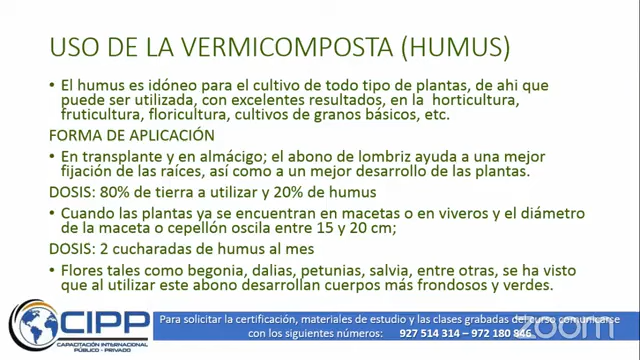 USO DE LA VERMICOMPOSTA (HUMUS)
• El humus es idóneo para el cultivo de todo tipo de plantas, de ahi que
puede ser utilizada, con excelentes resultados, en la horticultura,
fruticultura, floricultura, cultivos de granos básicos, etc.
FORMA DE APLICACIÓN
• En transplante y en almácigo; el abono de lombriz ayuda a una mejor
fijación de las raíces, así como a un mejor desarrollo de las plantas.
DOSIS: 80% de tierra a utilizar y 20% de humus
• Cuando las plantas ya se encuentran en macetas o en viveros y el diámetro
de la maceta o cepellón oscila entre 15 y 20 cm;
DOSIS: 2 cucharadas de humus al mes
• Flores tales como begonia, dalias, petunias, salvia, entre otras, se ha visto
que al utilizar este abono desarrollan cuerpos más frondosos y verdes.
CIPP
CAPACITACIÓN INTERNACIONAL
PÚBLICO - PRIVADO
Para solicitar la certificación, materiales de estudio y las clases grabadas del curso comunicarse
con los siguientes números: 927 514 314 – 972 180 846
zoom